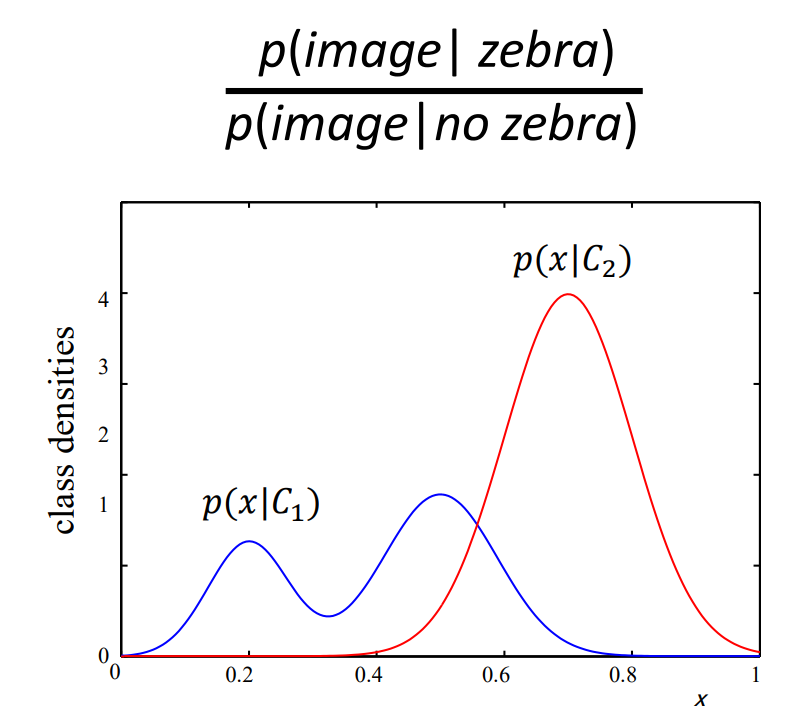 p(image| zebra)
p(image|no zebra)
p(x|C₂)
p(x|C₁)
class densities
4
3
2
1
0
0 0.2 0.4 0.6 0.8 1
x